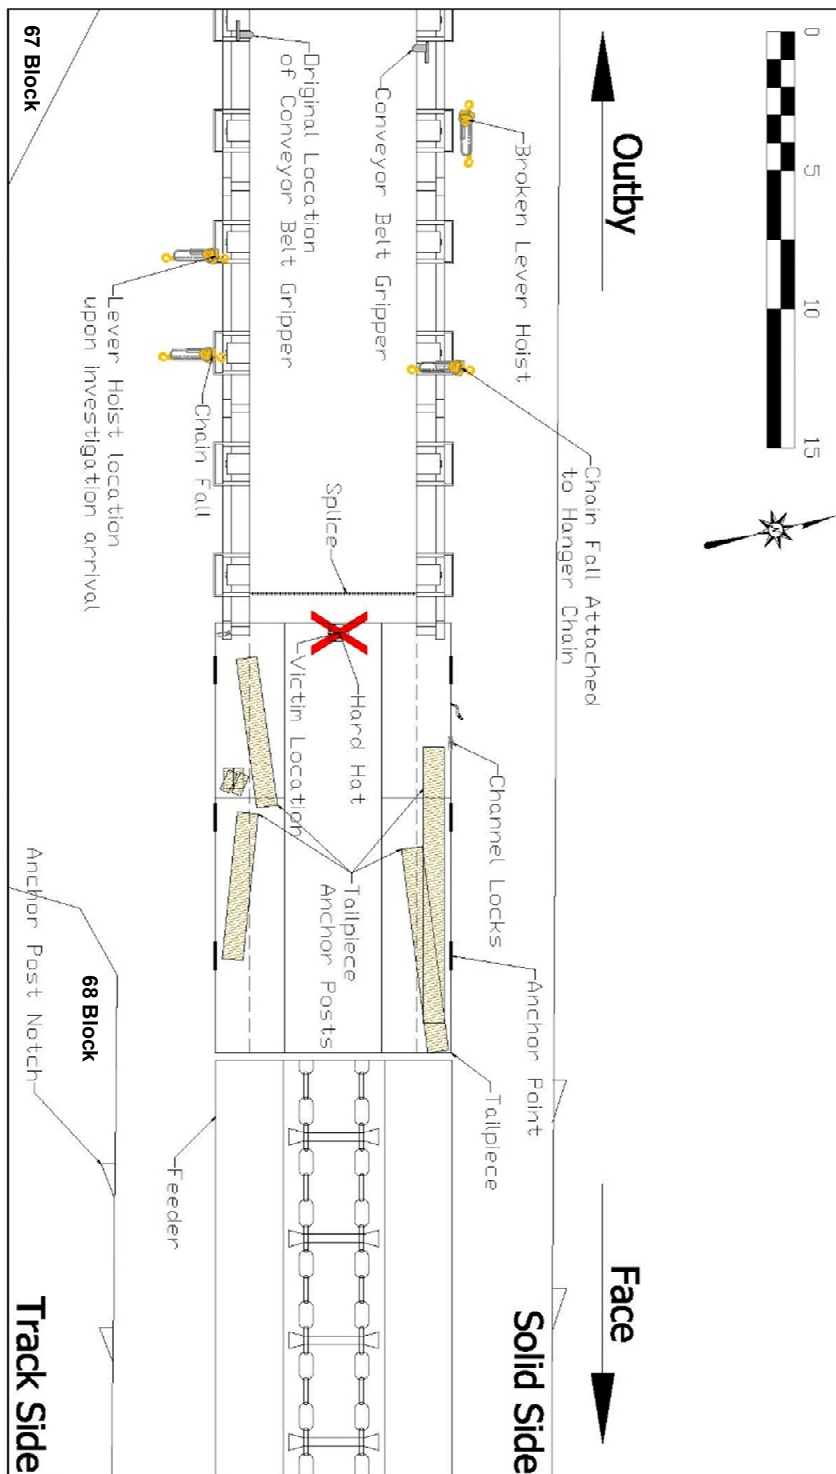 0
5
10
15
Outby
Face
Solid Side
Broken Lever Hoist
Chain Fall Attached
to Hanger Chain
Anchor Point
Conveyor Belt Gripper
Channel Locks
Tailpiece
Original Location
of Conveyor Belt Gripper
Splice
Hard Hat
Victim Location
Tailpiece
Anchor Posts
Chain Fall
Lever Hoist location
upon investigation arrival
Feeder
67 Block
68 Block
Anchor Post Notch
Track Side